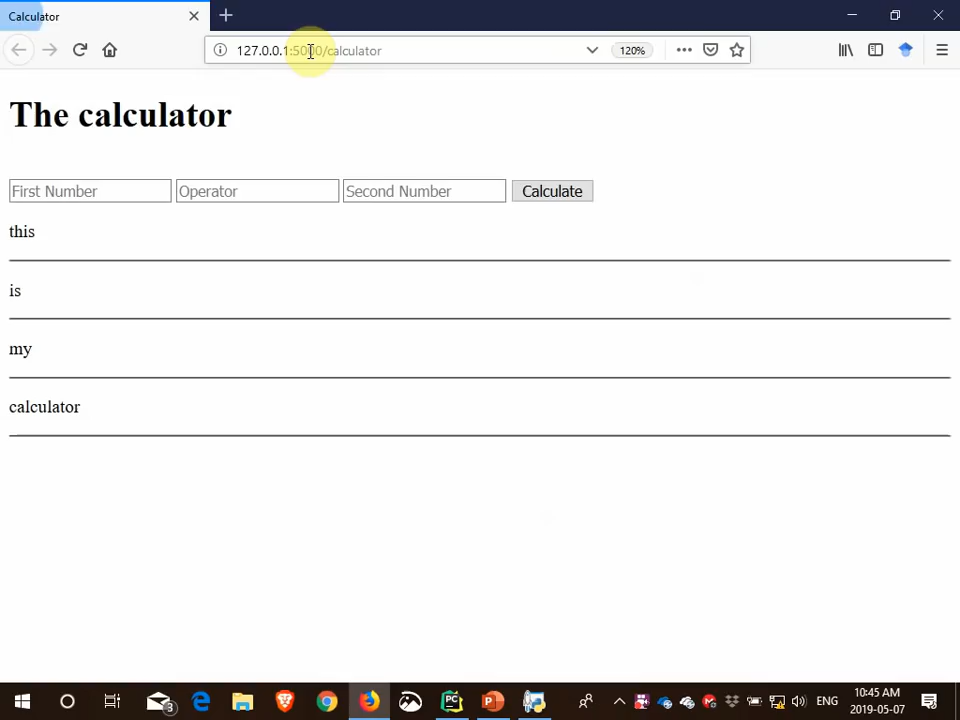 Calculator
127.0.0.1:5000/calculator
120%
The calculator
First Number Operator Second Number Calculate
this
is
my
calculator
3
ENG
10:45 AM
2019-05-07